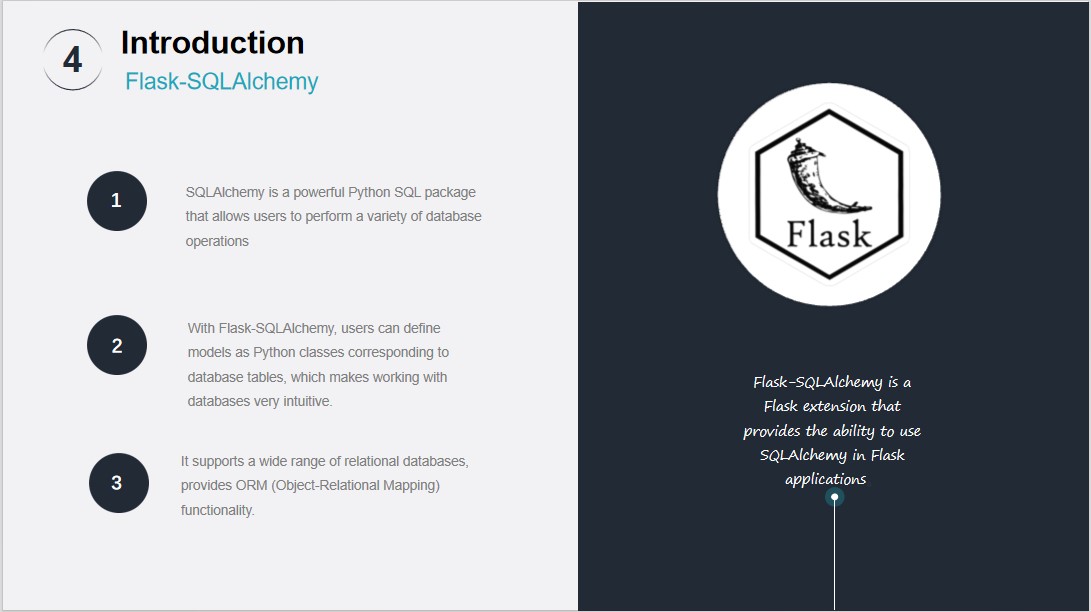 4
Introduction
Flask-SQLAlchemy
1
SQLAlchemy is a powerful Python SQL package
that allows users to perform a variety of database
operations
2
With Flask-SQLAlchemy, users can define
models as Python classes corresponding to
database tables, which makes working with
databases very intuitive.
3
It supports a wide range of relational databases,
provides ORM (Object-Relational Mapping)
functionality.
Flask
Flask-SQLAlchemy is a
Flask extension that
provides the ability to use
SQLAlchemy in Flask
applications